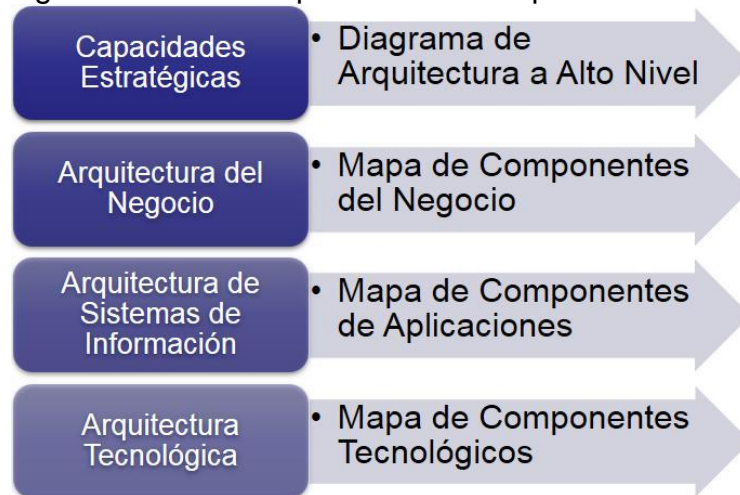 Capacidades
Estratégicas
• Diagrama de
Arquitectura a Alto Nivel
Arquitectura del
Negocio
• Mapa de Componentes
del Negocio
Arquitectura de
Sistemas de
Información
• Mapa de Componentes
de Aplicaciones
Arquitectura
Tecnológica
• Mapa de Componentes
Tecnológicos